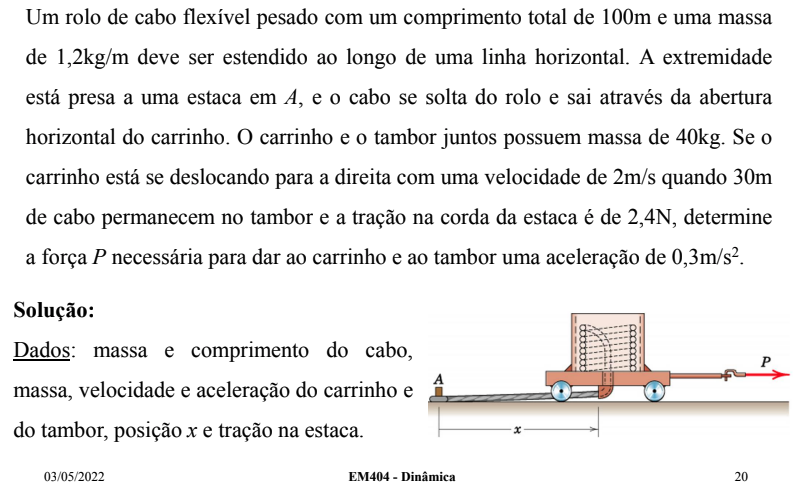 Um rolo de cabo flexível pesado com um comprimento total de 100m e uma massa
de 1,2kg/m deve ser estendido ao longo de uma linha horizontal. A extremidade
está presa a uma estaca em A, e o cabo se solta do rolo e sai através da abertura
horizontal do carrinho. O carrinho e o tambor juntos possuem massa de 40kg. Se o
carrinho está se deslocando para a direita com uma velocidade de 2m/s quando 30m
de cabo permanecem no tambor e a tração na corda da estaca é de 2,4N, determine
a força P necessária para dar ao carrinho e ao tambor uma aceleração de 0,3m/s².
Solução:
Dados: massa e comprimento do cabo,
massa, velocidade e aceleração do carrinho e
do tambor, posição x e tração na estaca.
A
P
x
03/05/2022
EM404 - Dinâmica
20